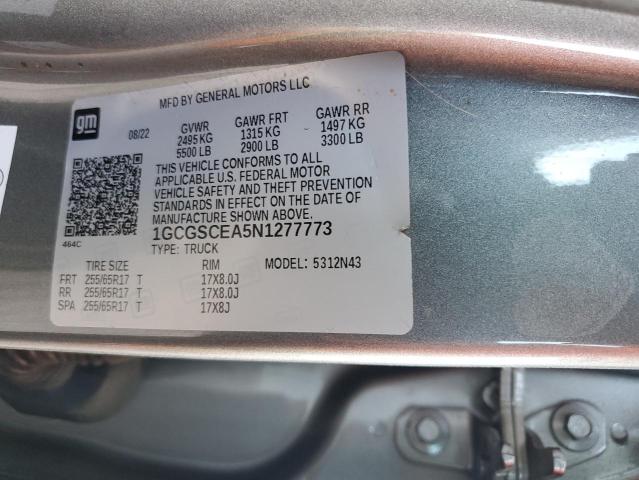 MFD BY GENERAL MOTORS LLC
gm
08/22 GVWR GAWR FRT GAWR RR
2495 KG 1315 KG 1497 KG
5500 LB 2900 LB 3300 LB
THIS VEHICLE CONFORMS TO ALL
APPLICABLE U.S. FEDERAL MOTOR
VEHICLE SAFETY AND THEFT PREVENTION
STANDARDS IN EFFECT ON THE DATE OF
MANUFACTURE SHOWN ABOVE.
464C
1GCGSCEA5N1277773
TYPE: TRUCK
TIRE SIZE RIM MODEL: 5312N43
FRT 255/65R17 T 17X8.0J
RR 255/65R17 T 17X8.0J
SPA 255/65R17 T 17X8J